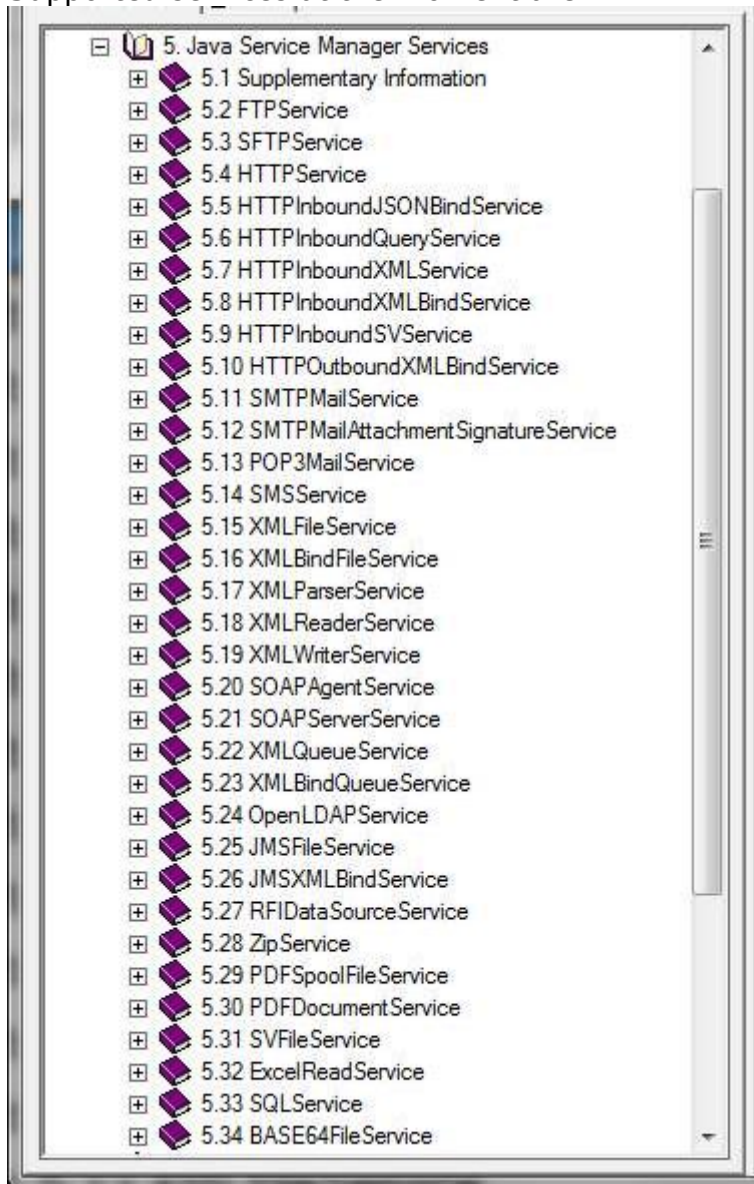 5. Java Service Manager Services
5.1 Supplementary Information
5.2 FTPService
5.3 SFTPService
5.4 HTTPService
5.5 HTTPInboundJSONBindService
5.6 HTTPInboundQueryService
5.7 HTTPInboundXMLService
5.8 HTTPInboundXMLBindService
5.9 HTTPInboundSVService
5.10 HTTPOutboundXMLBindService
5.11 SMTPMailService
5.12 SMTPMailAttachmentSignatureService
5.13 POP3MailService
5.14 SMSService
5.15 XMLFileService
5.16 XMLBindFileService
5.17 XMLParserService
5.18 XMLReaderService
5.19 XMLWriterService
5.20 SOAPAgentService
5.21 SOAPServerService
5.22 XMLQueueService
5.23 XMLBindQueueService
5.24 OpenLDAPService
5.25 JMSFileService
5.26 JMSXMLBindService
5.27 RFIDataSourceService
5.28 ZipService
5.29 PDFSpoolFileService
5.30 PDFDocumentService
5.31 SVFileService
5.32 ExcelReadService
5.33 SQLService
5.34 BASE64FileService